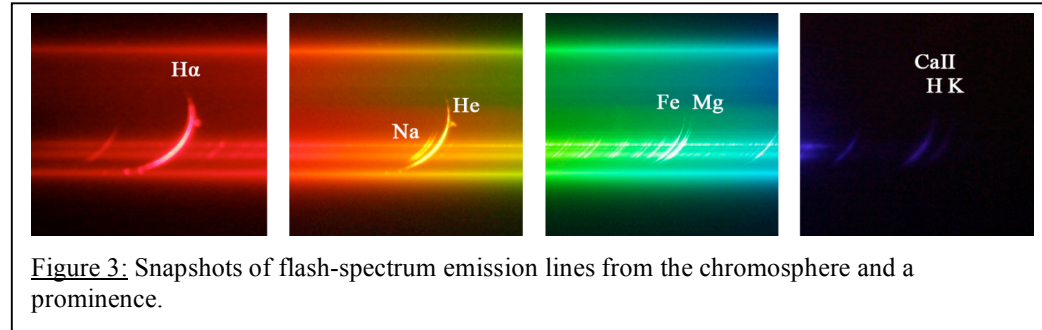 Hα
He
Na
Fe Mg
CaII
H K
Figure 3: Snapshots of flash-spectrum emission lines from the chromosphere and a
prominence.